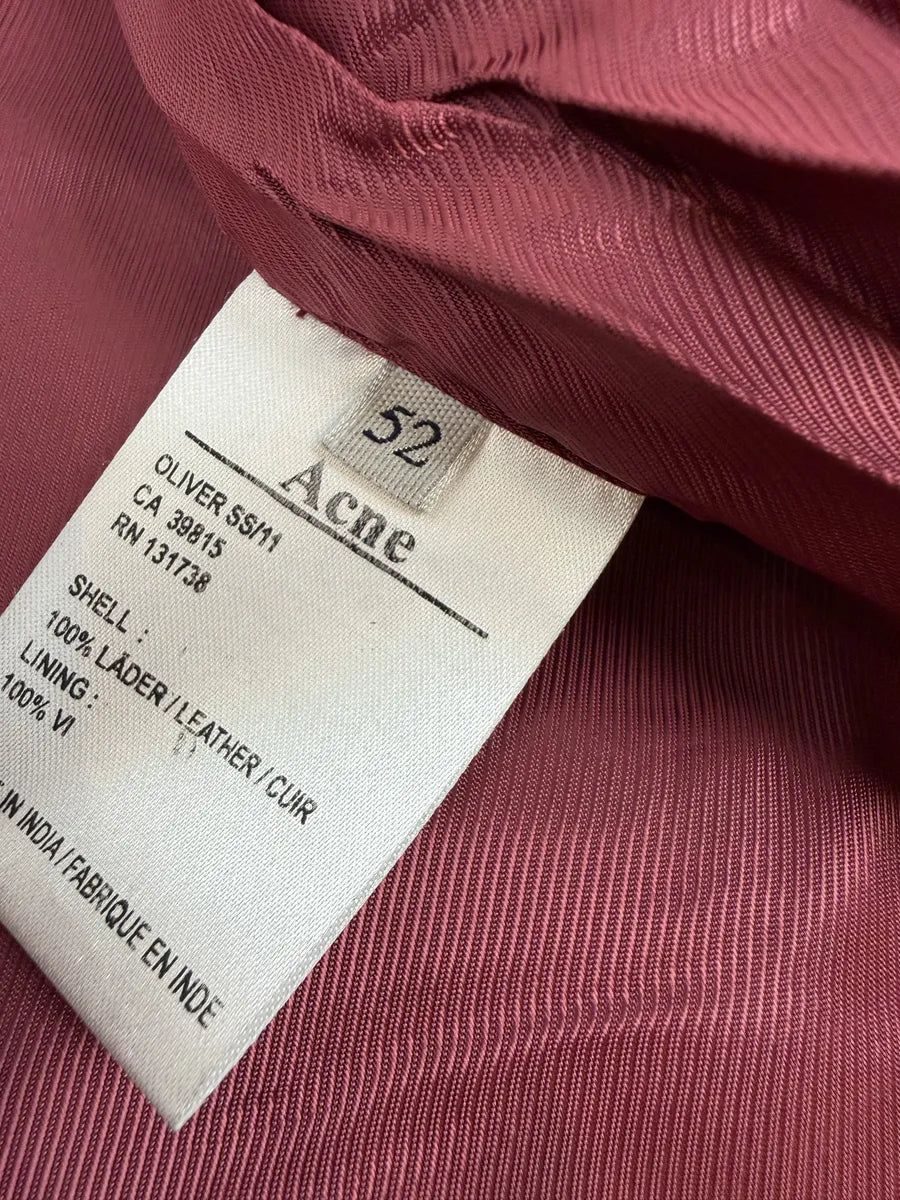 52
Acne
OLIVER SS/11
CA 39815
RN 131738
SHELL :
100% LÄDER / LEATHER / CUIR
LINING :
100% VI
IN INDIA / FABRIQUE EN INDE